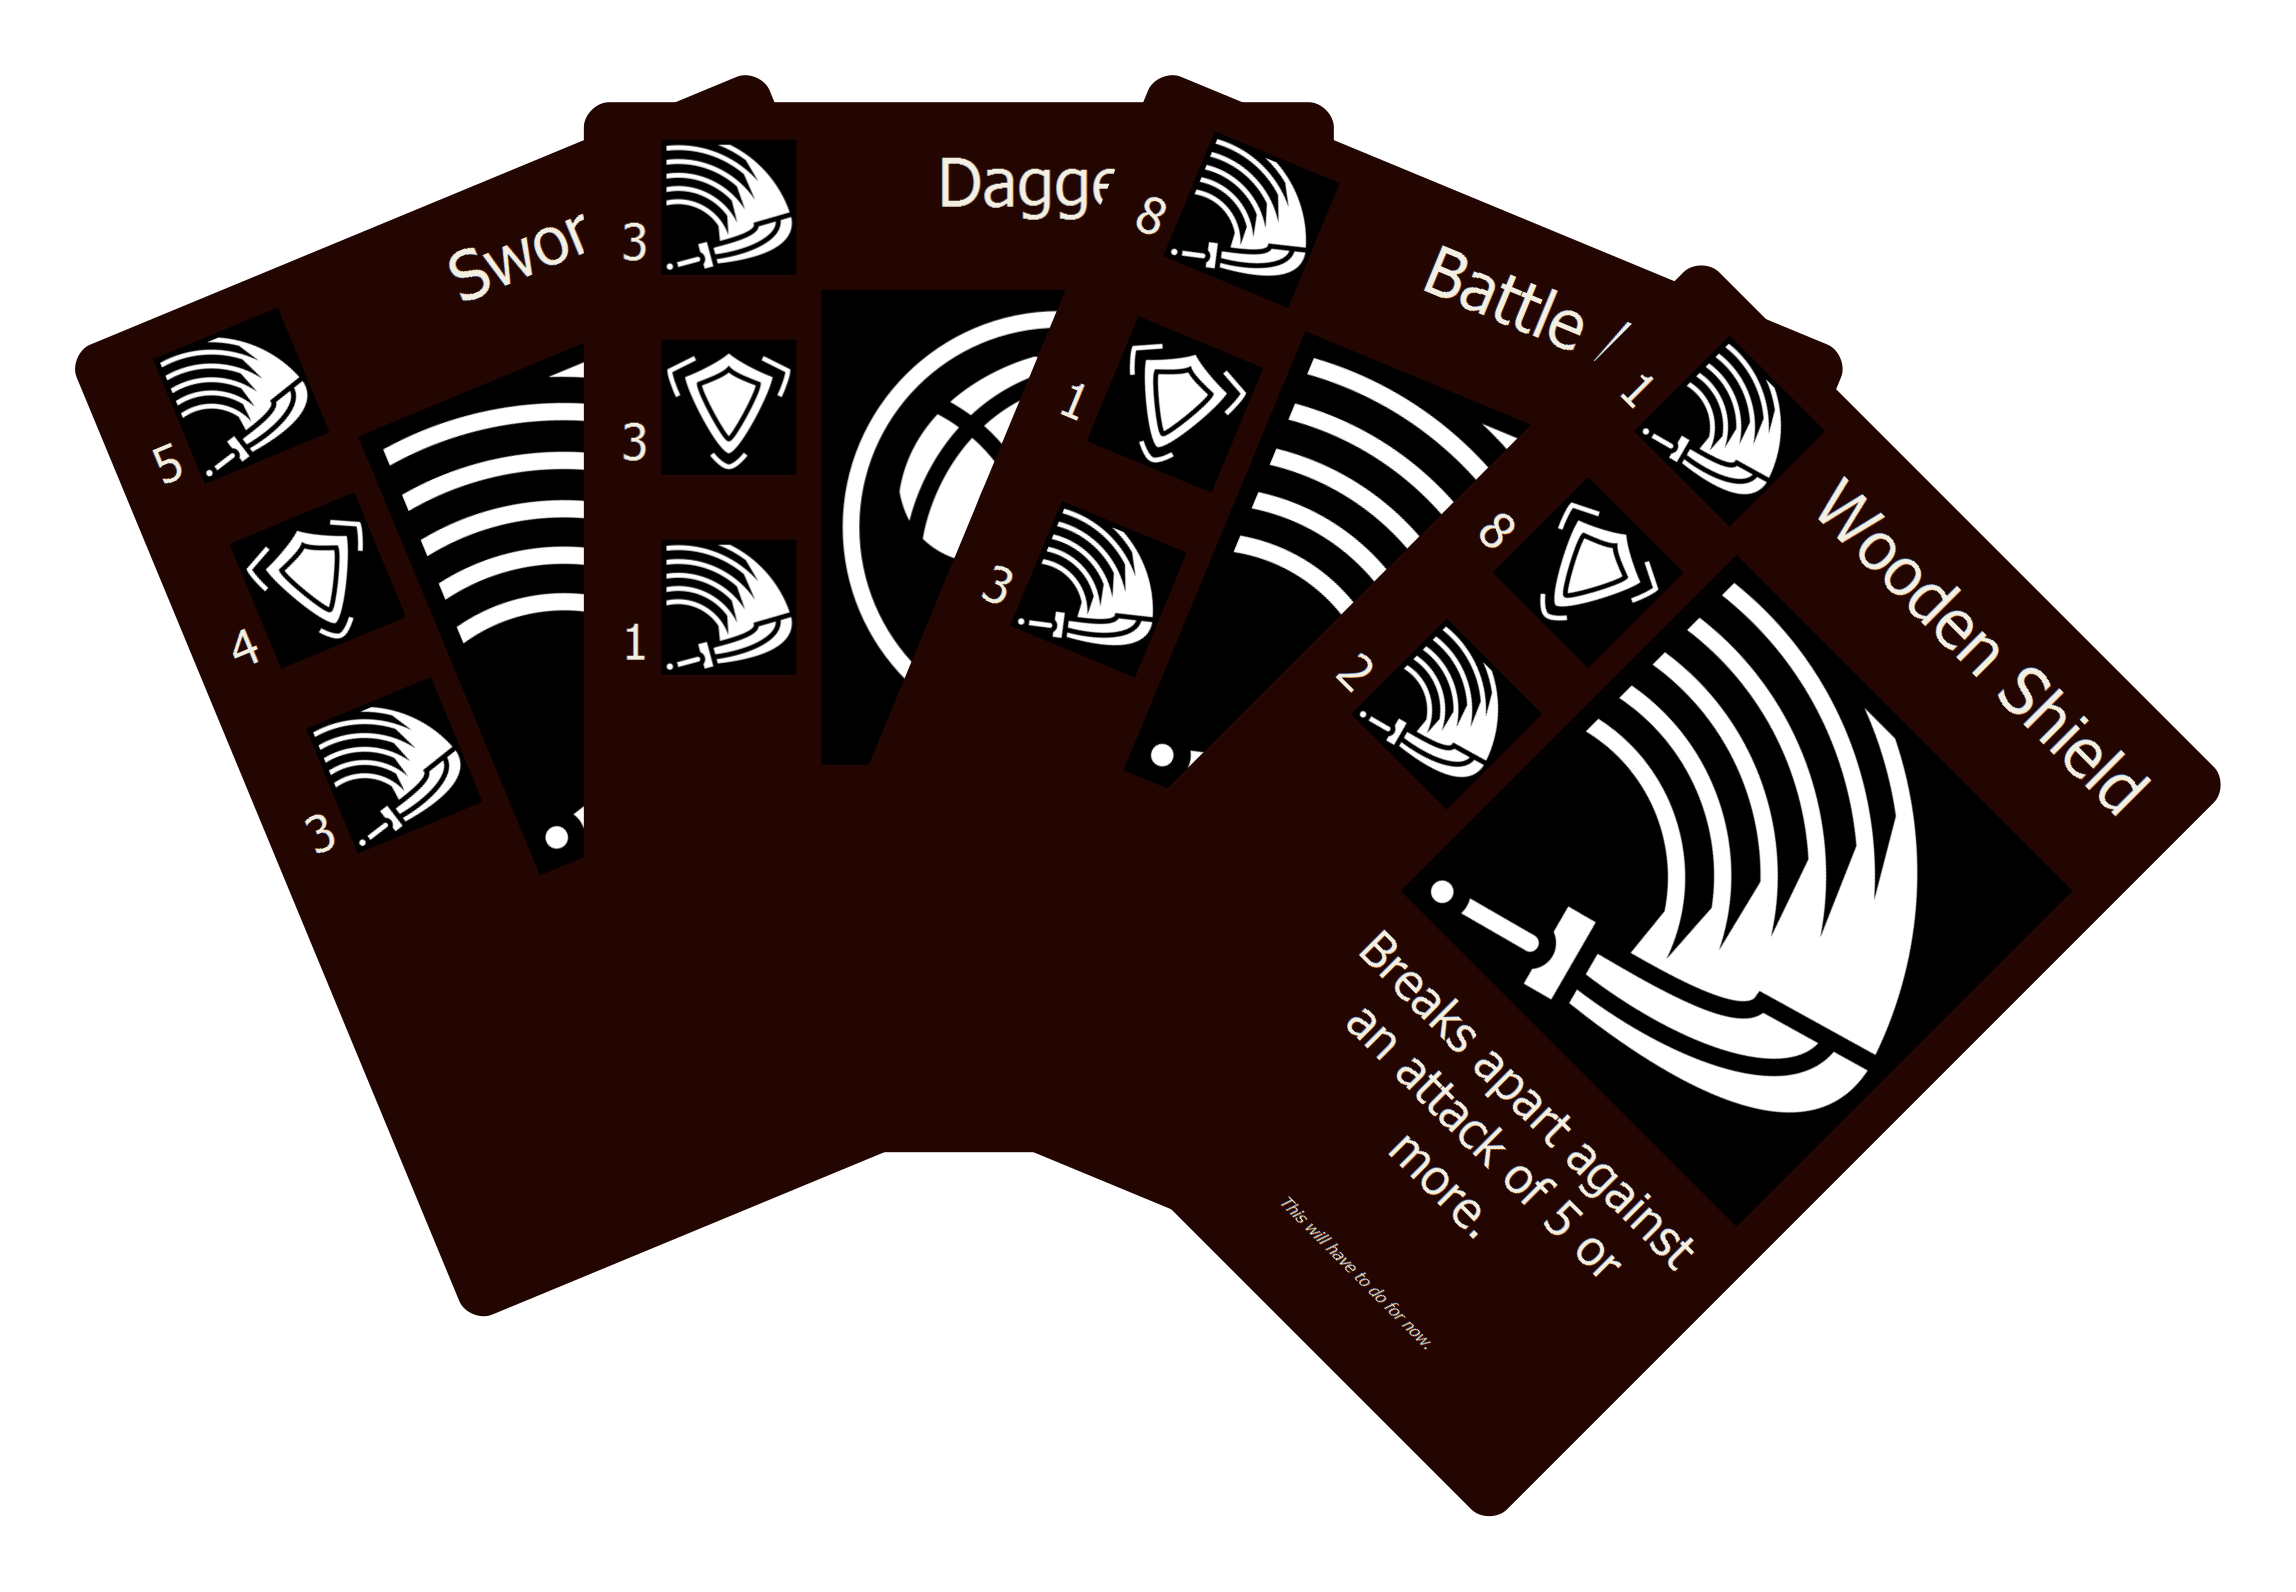 Swor
5
4
3
Dagge
3
3
1
Battle
8
1
3
Wooden Shield
1
8
2
Breaks apart against
an attack of 5 or
more.
This will have to do for now.